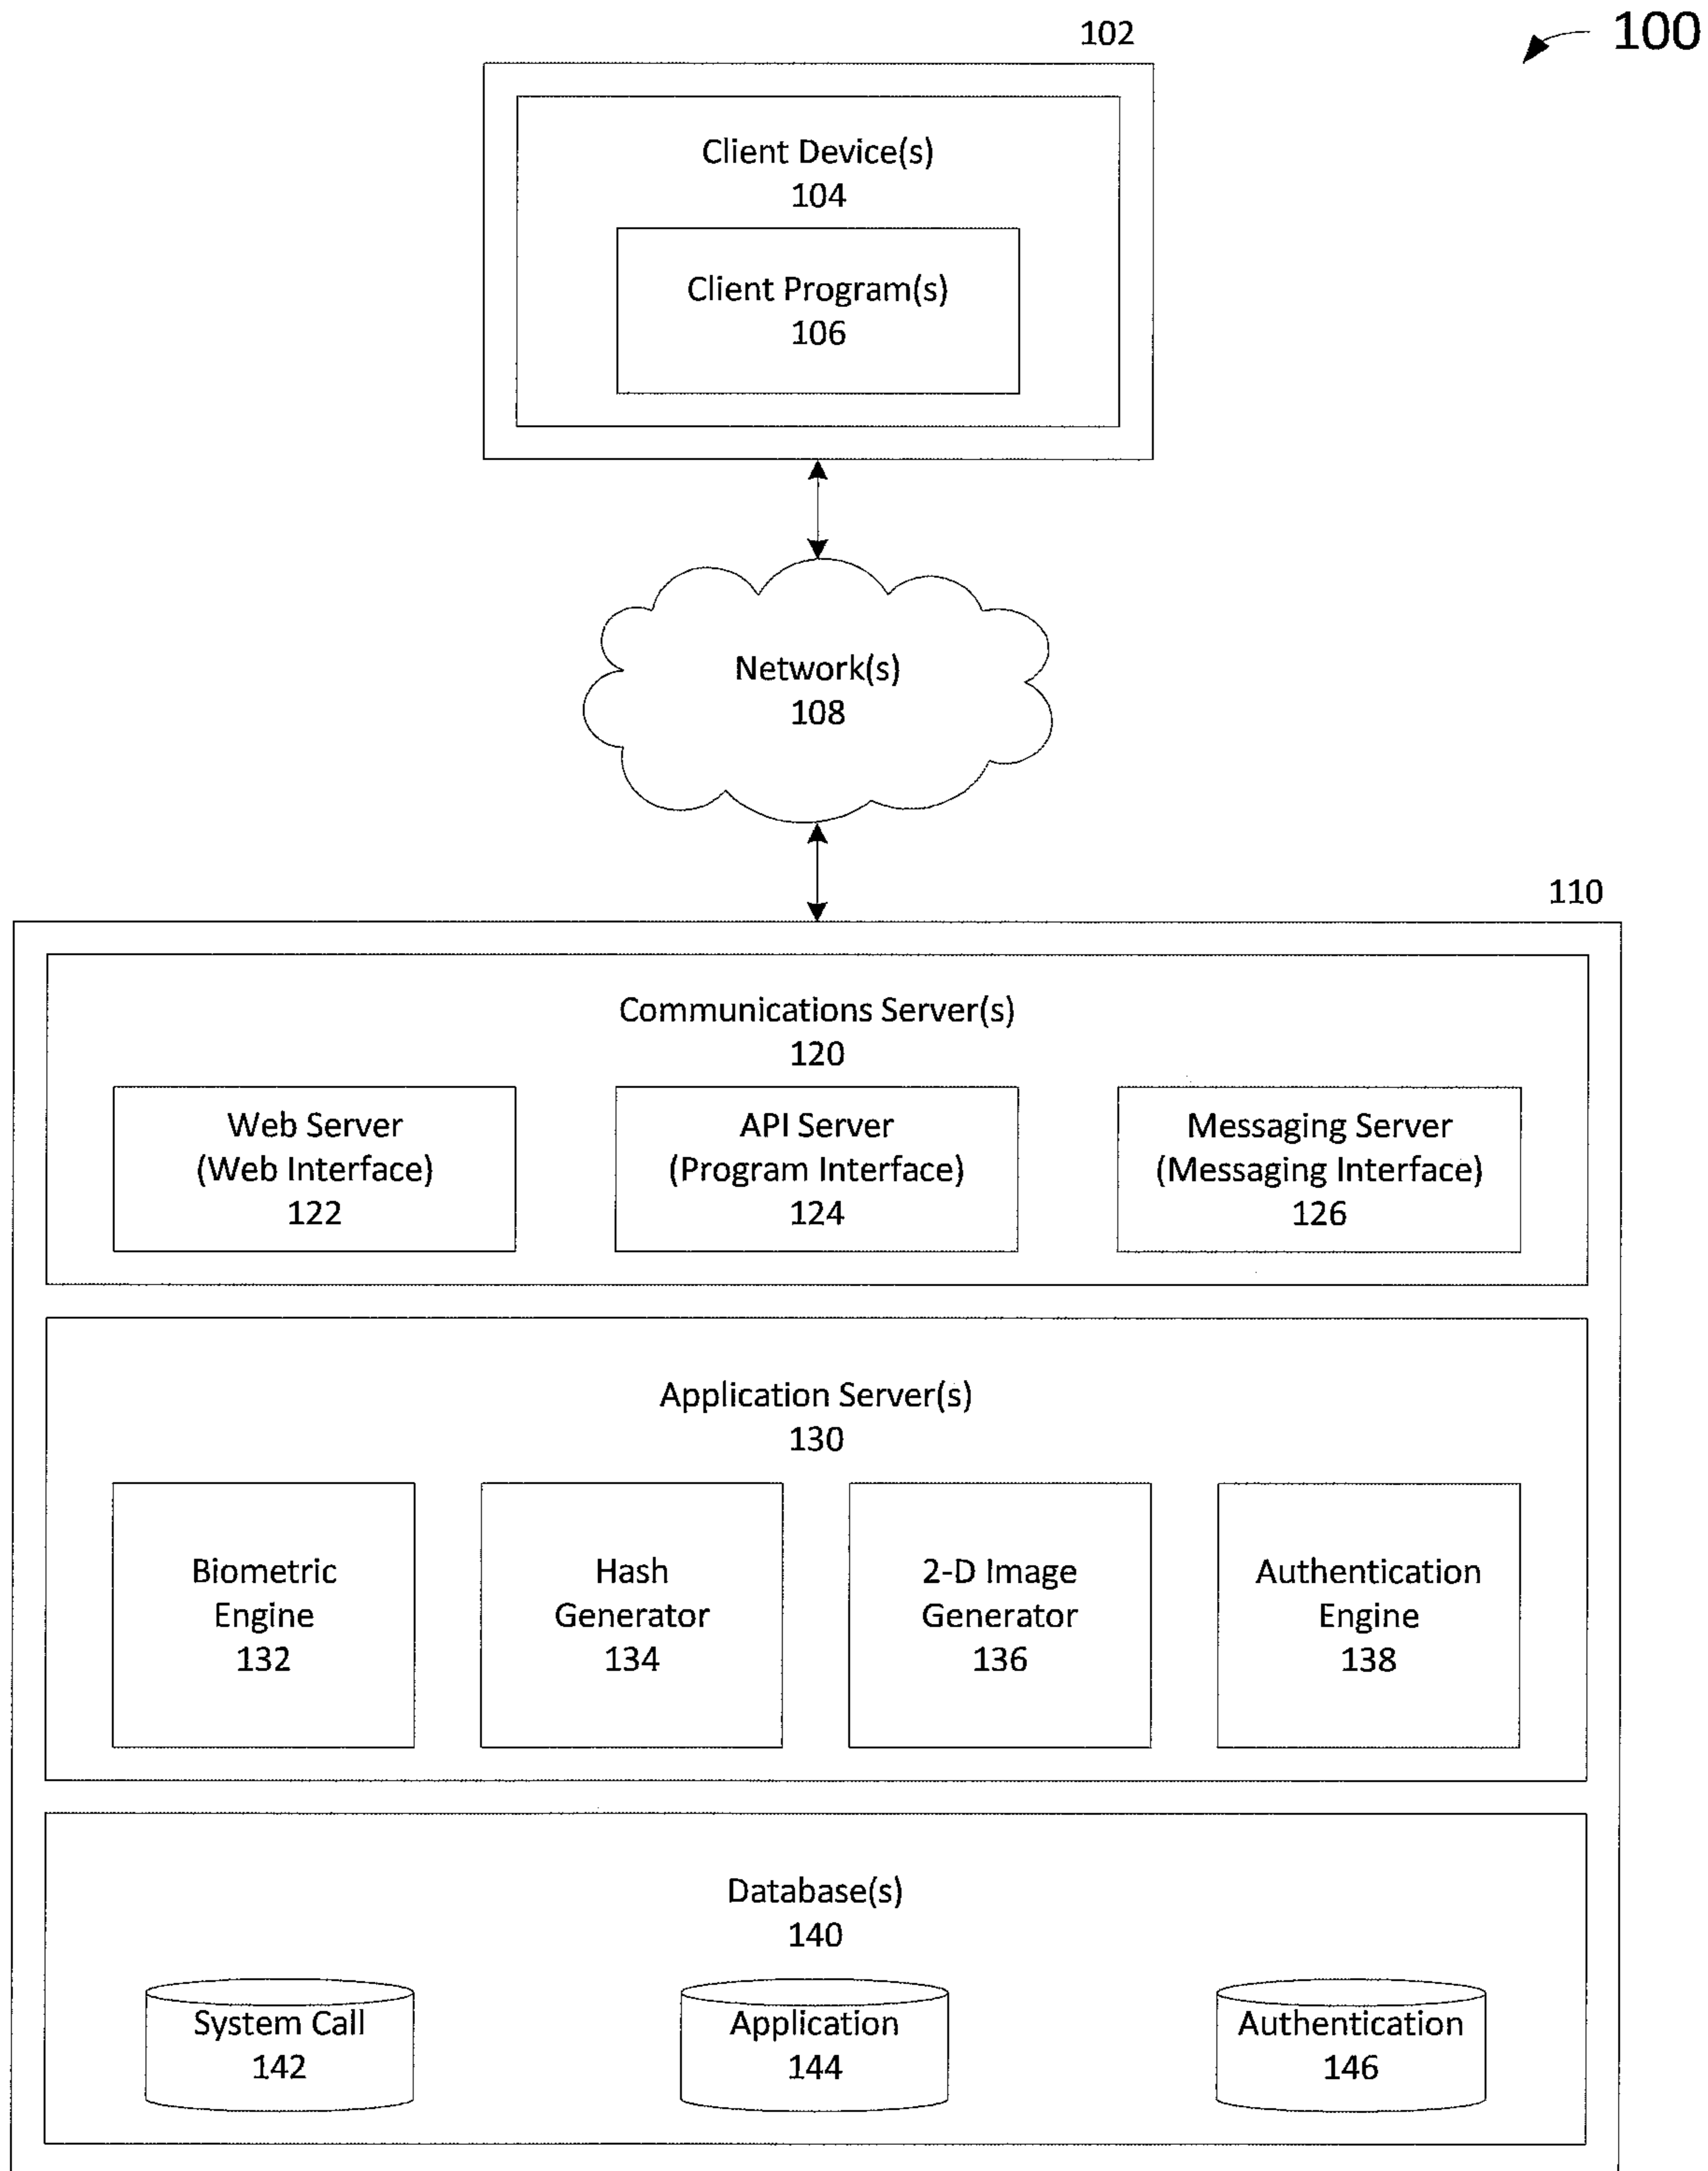 100
102
Client Device(s)
104
Client Program(s)
106
Network(s)
108
110
Communications Server(s)
120
Web Server
(Web Interface)
122
API Server
(Program Interface)
124
Messaging Server
(Messaging Interface)
126
Application Server(s)
130
Biometric
Engine
132
Hash
Generator
134
2-D Image
Generator
136
Authentication
Engine
138
Database(s)
140
System Call
142
Application
144
Authentication
146